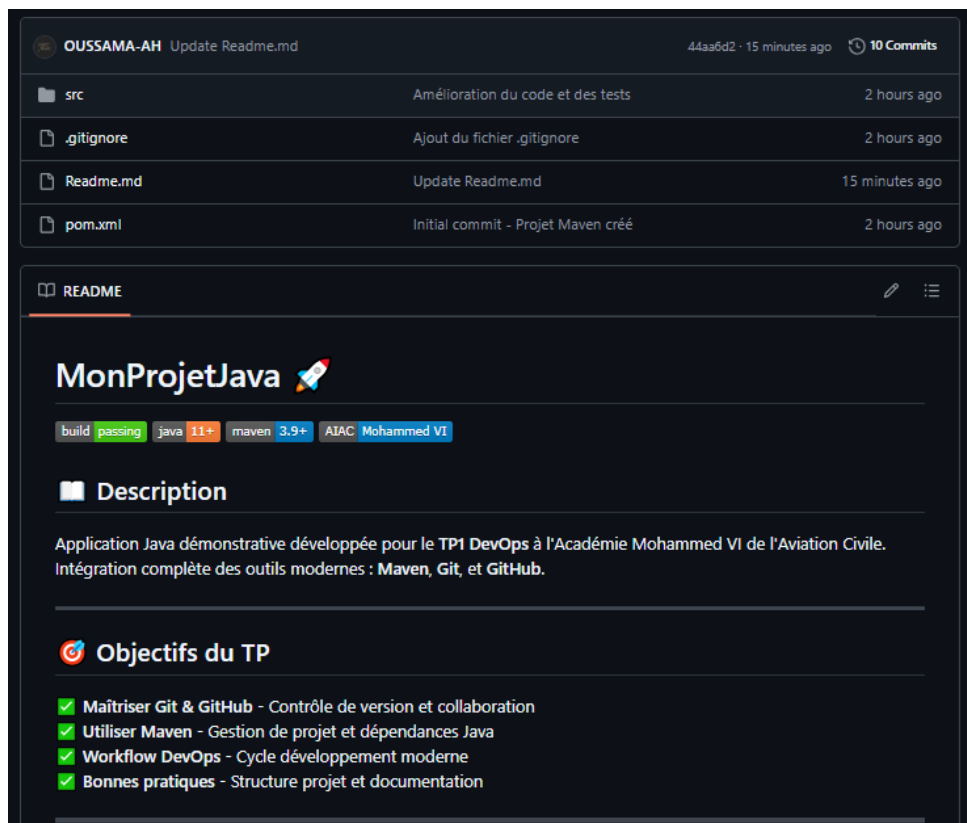 OUSSAMA-AH Update Readme.md 44aa6d2 · 15 minutes ago 10 Commits
src Amélioration du code et des tests 2 hours ago
.gitignore Ajout du fichier .gitignore 2 hours ago
Readme.md Update Readme.md 15 minutes ago
pom.xml Initial commit - Projet Maven créé 2 hours ago
README
MonProjetJava 🚀
build passing java 11+ maven 3.9+ AIAC Mohammed VI
📖 Description
Application Java démonstrative développée pour le TP1 DevOps à l'Académie Mohammed VI de l'Aviation Civile.
Intégration complète des outils modernes : Maven, Git, et GitHub.
🎯 Objectifs du TP
✅ Maîtriser Git & GitHub - Contrôle de version et collaboration
✅ Utiliser Maven - Gestion de projet et dépendances Java
✅ Workflow DevOps - Cycle développement moderne
✅ Bonnes pratiques - Structure projet et documentation